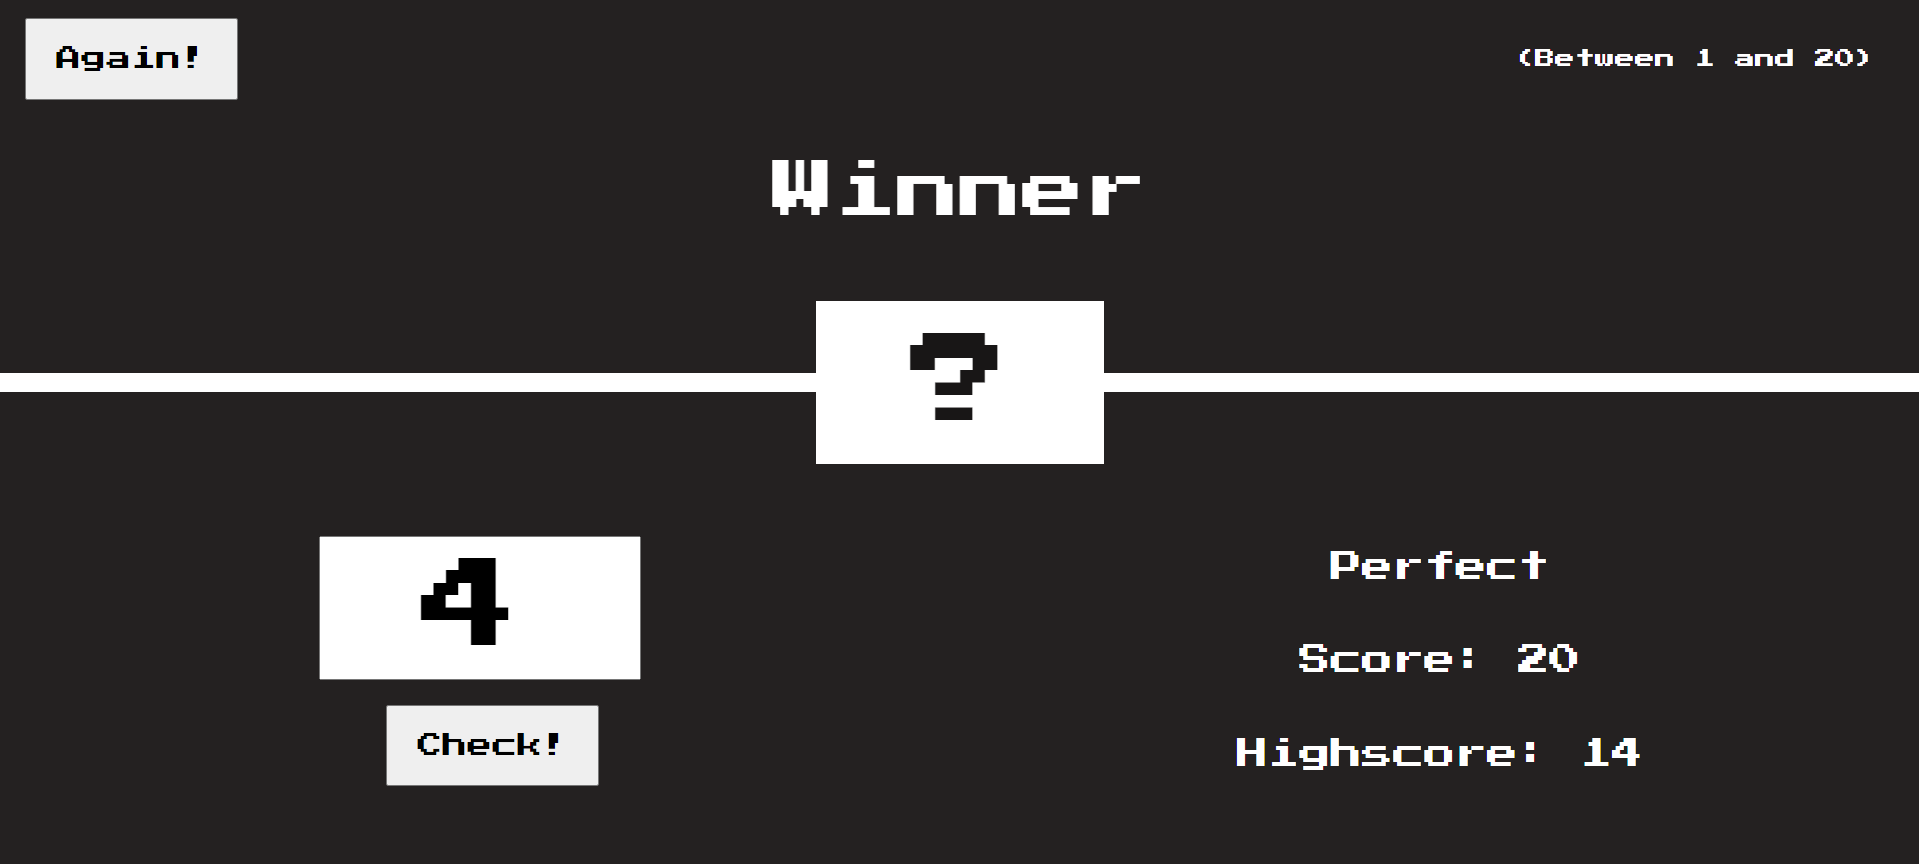 Again!
(Between 1 and 20)
Winner
?
4
Check!
Perfect
Score: 20
Highscore: 14